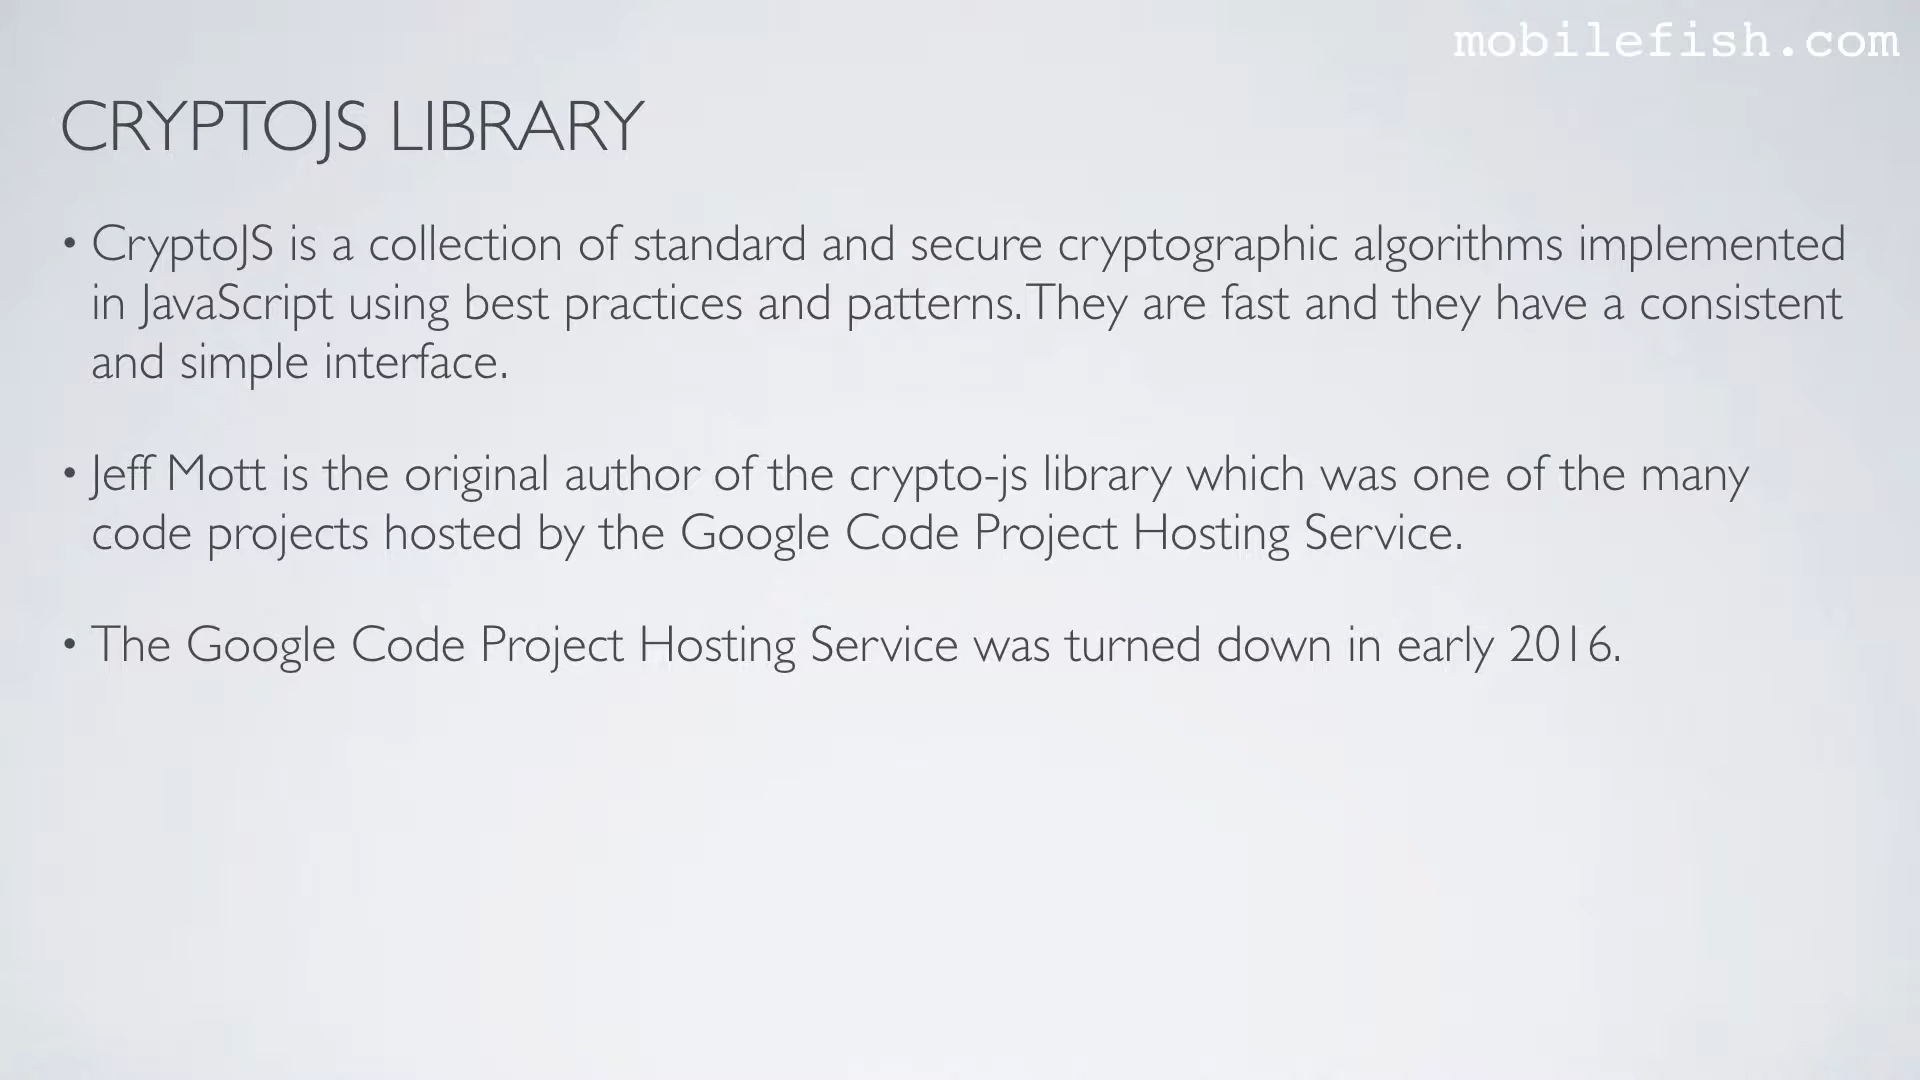 mobilefish.com
CRYPTOJS LIBRARY
• CryptoJS is a collection of standard and secure cryptographic algorithms implemented
in JavaScript using best practices and patterns. They are fast and they have a consistent
and simple interface.
• Jeff Mott is the original author of the crypto-js library which was one of the many
code projects hosted by the Google Code Project Hosting Service.
• The Google Code Project Hosting Service was turned down in early 2016.